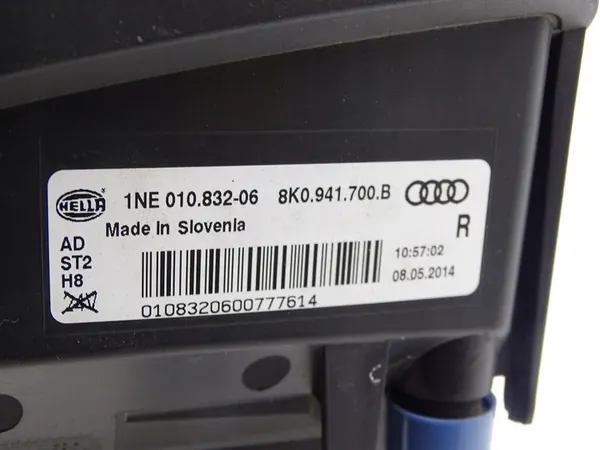 HELLA ® 1NE 010.832-06 8K0.941.700.B
Made In Slovenia R
AD
ST2
H8
10:57:02
08.05.2014
0108320600777614